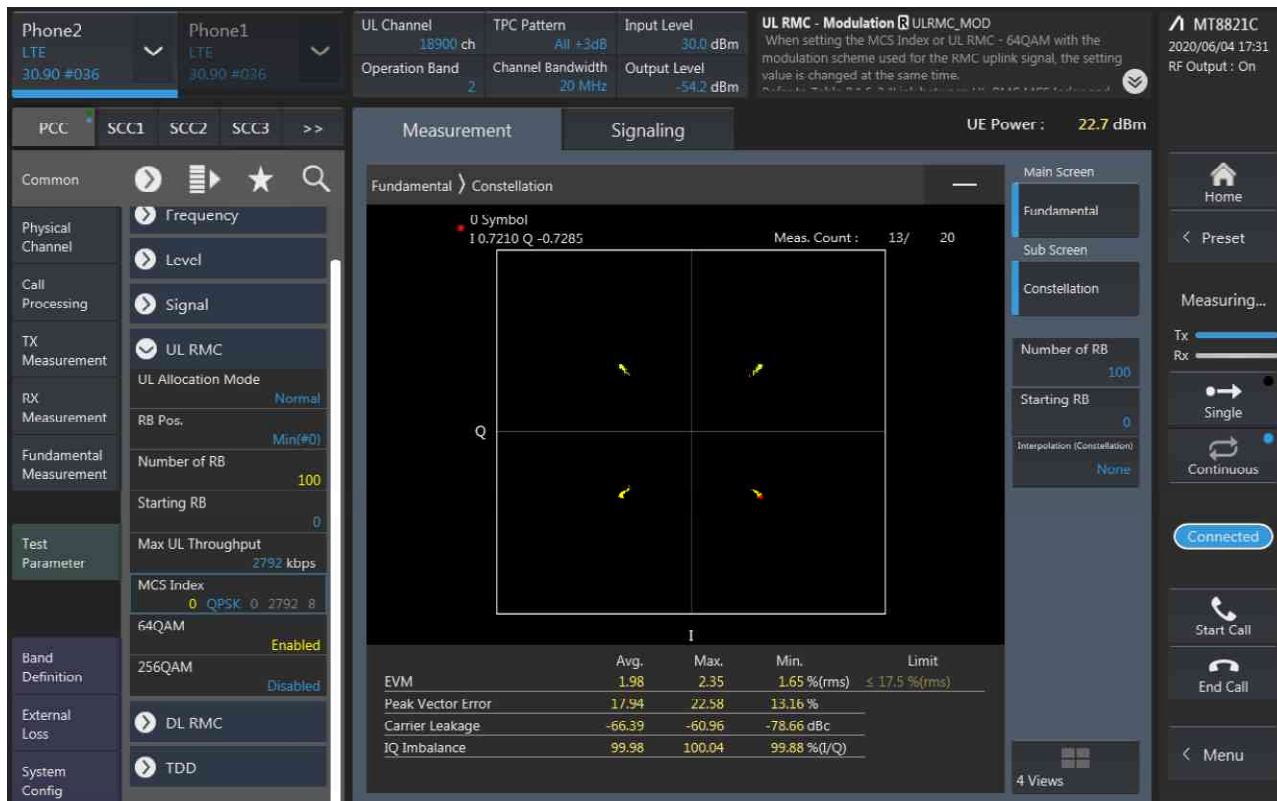 Phone2
LTE
30.90 #036
Phone1
LTE
30.90 #036
UL Channel
18900 ch
Operation Band
2
TPC Pattern
All +3dB
Channel Bandwidth
20 MHz
Input Level
30.0 dBm
Output Level
-54.2 dBm
UL RMC - Modulation R ULRMC_MOD
When setting the MCS Index or UL RMC - 64QAM with the
modulation scheme used for the RMC uplink signal, the setting
value is changed at the same time.
MT8821C
2020/06/04 17:31
RF Output : On
PCC SCC1 SCC2 SCC3 >>
Measurement
Signaling
UE Power : 22.7 dBm
Common
Physical
Channel
Call
Processing
TX
Measurement
RX
Measurement
Fundamental
Measurement
Test
Parameter
Band
Definition
External
Loss
System
Config
Frequency
Level
Signal
UL RMC
UL Allocation Mode
Normal
RB Pos.
Min(#0)
Number of RB
100
Starting RB
0
Max UL Throughput
2792 kbps
MCS Index
0 QPSK 0 2792 8
64QAM
Enabled
256QAM
Disabled
DL RMC
TDD
Fundamental ⟩ Constellation
0 Symbol
I 0.7210 Q -0.7285
Meas. Count : 13/ 20
Q
I
Avg. Max. Min. Limit
EVM 1.98 2.35 1.65 %(rms) ≤ 17.5 %(rms)
Peak Vector Error 17.94 22.58 13.16 %
Carrier Leakage -66.39 -60.96 -78.66 dBc
IQ Imbalance 99.98 100.04 99.88 %(I/Q)
Main Screen
Fundamental
Sub Screen
Constellation
Number of RB
100
Starting RB
0
Interpolation (Constellation)
None
4 Views
Home
< Preset
Measuring...
Tx
Rx
Single
Continuous
Connected
Start Call
End Call
< Menu